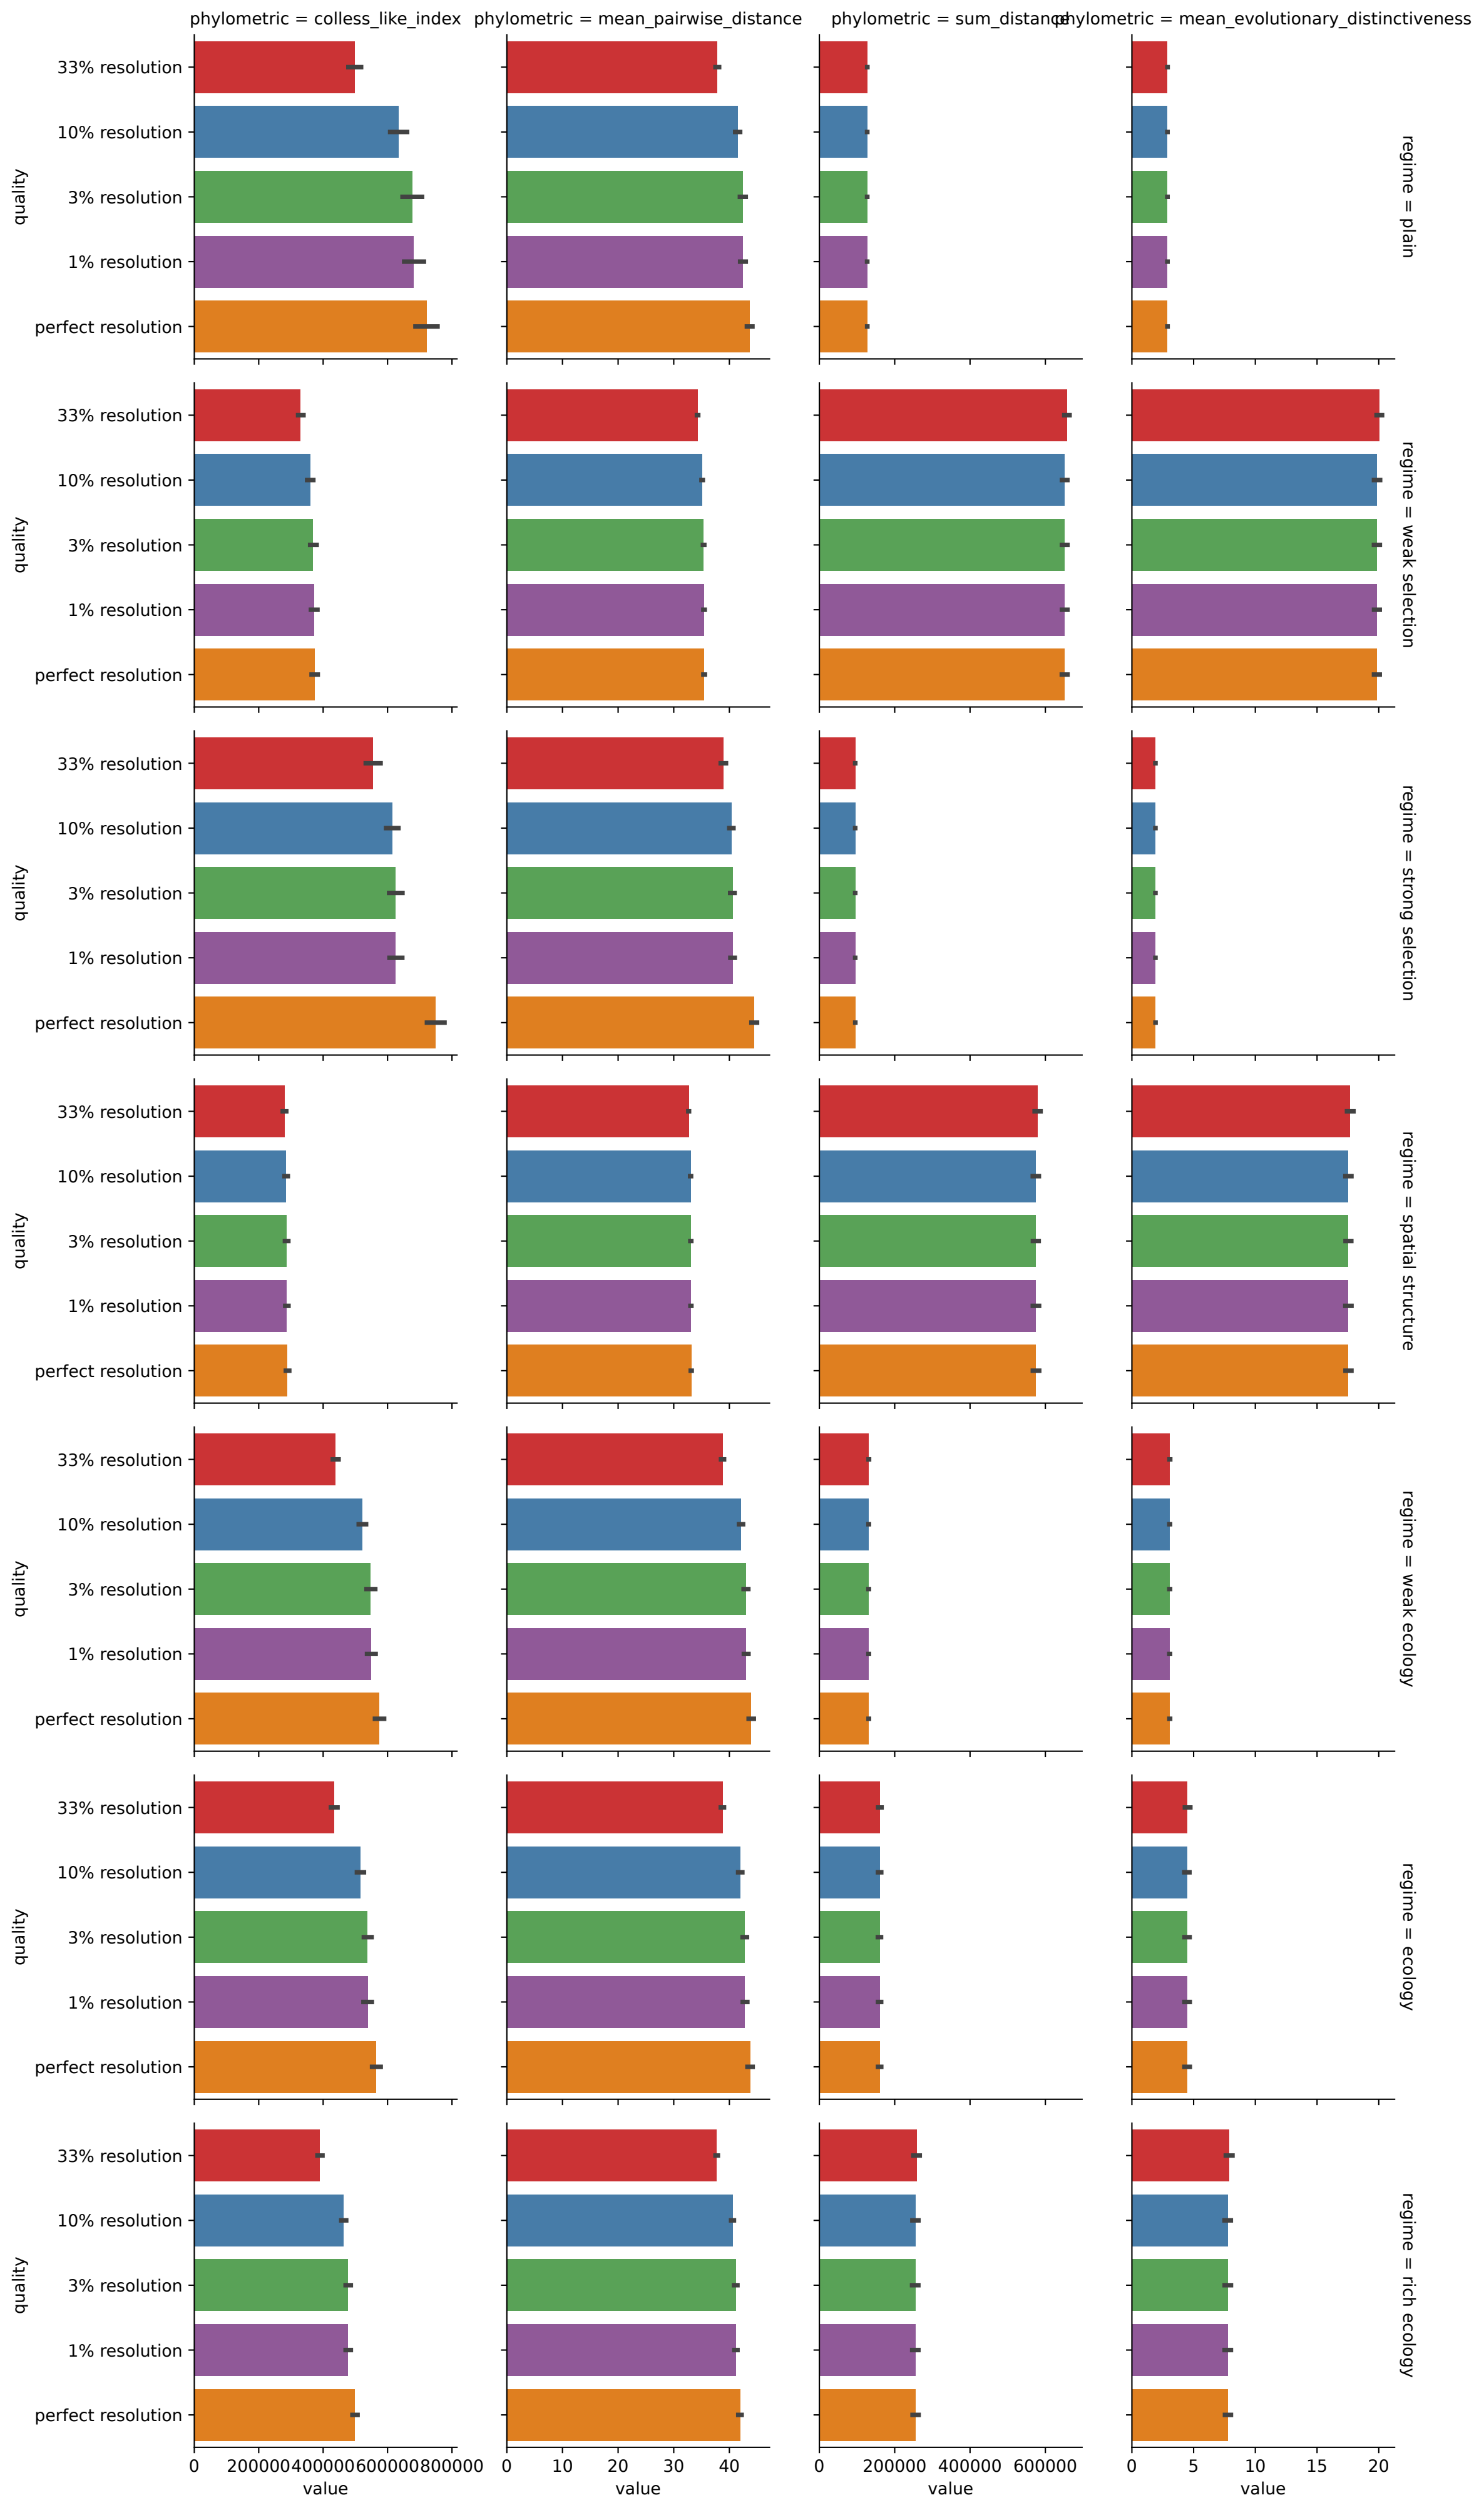 phylometric = colless_like_index
phylometric = mean_pairwise_distance
phylometric = sum_distance
phylometric = mean_evolutionary_distinctiveness
quality
33% resolution
10% resolution
3% resolution
1% resolution
perfect resolution
regime = plain
quality
33% resolution
10% resolution
3% resolution
1% resolution
perfect resolution
regime = weak selection
quality
33% resolution
10% resolution
3% resolution
1% resolution
perfect resolution
regime = strong selection
quality
33% resolution
10% resolution
3% resolution
1% resolution
perfect resolution
regime = spatial structure
quality
33% resolution
10% resolution
3% resolution
1% resolution
perfect resolution
regime = weak ecology
quality
33% resolution
10% resolution
3% resolution
1% resolution
perfect resolution
regime = ecology
quality
33% resolution
10% resolution
3% resolution
1% resolution
perfect resolution
regime = rich ecology
0 200000 400000 600000 800000
value
0 10 20 30 40
value
0 200000 400000 600000
value
0 5 10 15 20
value